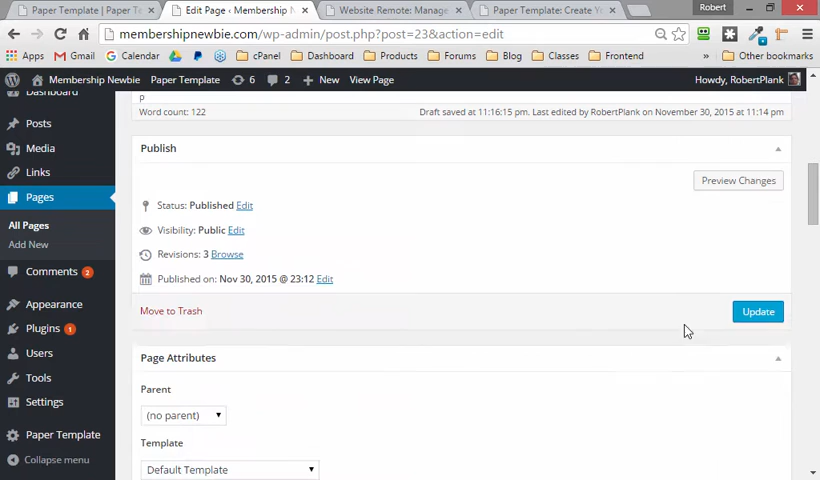 Paper Template | Paper T
Edit Page ‹ Membership N
Website Remote: Manage
Paper Template: Create Yo
Robert
membershipnewbie.com/wp-admin/post.php?post=23&action=edit
Apps Gmail Calendar cPanel Dashboard Products Forums Blog Classes Frontend Other bookmarks
Membership Newbie Paper Template 6 2 New View Page Howdy, RobertPlank
Dashboard
Posts
Media
Links
Pages
All Pages
Add New
Comments 2
Appearance
Plugins 1
Users
Tools
Settings
Paper Template
Collapse menu
p
Word count: 122 Draft saved at 11:16:15 pm. Last edited by RobertPlank on November 30, 2015 at 11:14 pm
Publish
Preview Changes
Status: Published Edit
Visibility: Public Edit
Revisions: 3 Browse
Published on: Nov 30, 2015 @ 23:12 Edit
Move to Trash Update
Page Attributes
Parent
(no parent)
Template
Default Template